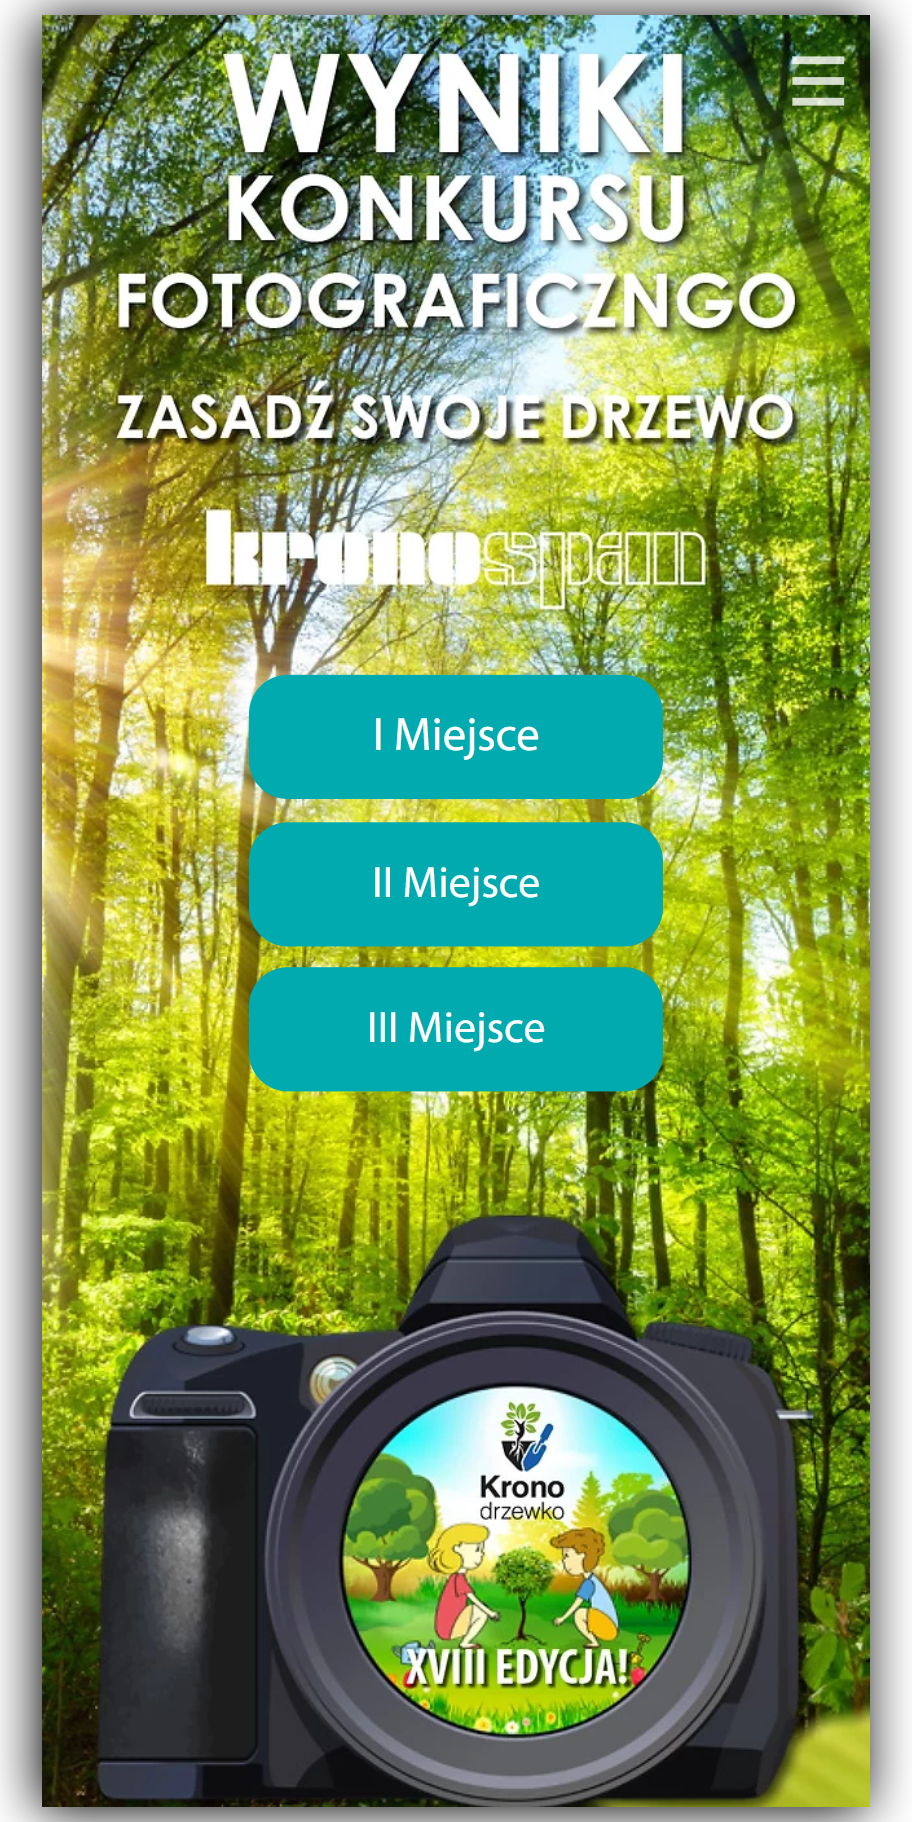 WYNIKI
KONKURSU
FOTOGRAFICZNGO
ZASADŹ SWOJE DRZEWO
kronospan
I Miejsce
II Miejsce
III Miejsce
Krono
drzewko
XVIII EDYCJA!